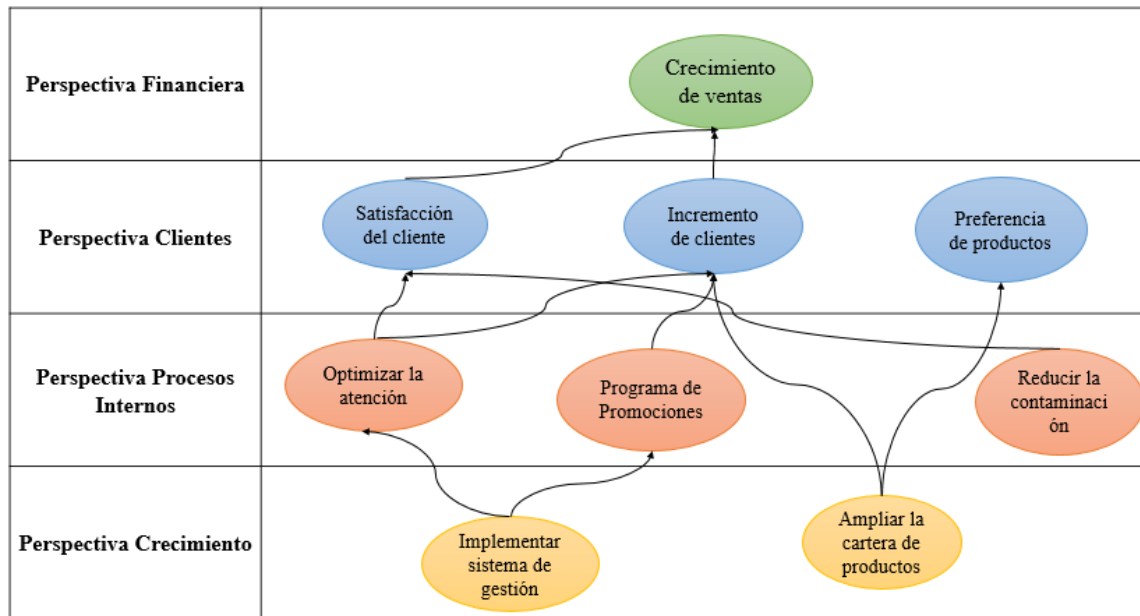 Perspectiva Financiera
Crecimiento
de ventas
Perspectiva Clientes
Satisfacción
del cliente
Incremento
de clientes
Preferencia
de productos
Perspectiva Procesos
Internos
Optimizar la
atención
Programa de
Promociones
Reducir la
contaminaci
ón
Perspectiva Crecimiento
Implementar
sistema de
gestión
Ampliar la
cartera de
productos